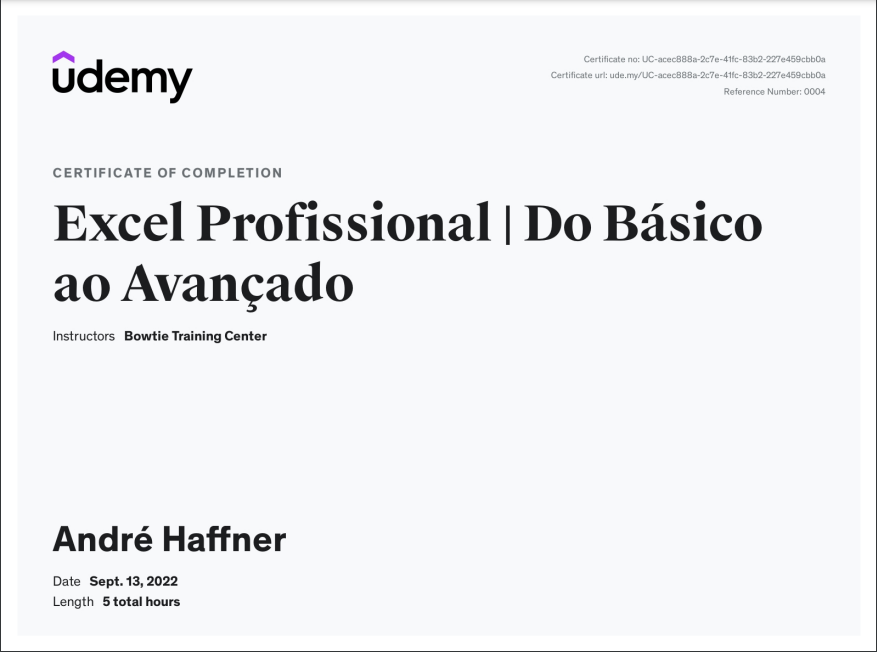 udemy
Certificate no: UC-acec888a-2c7e-41fc-83b2-227e459cbb0a
Certificate url: ude.my/UC-acec888a-2c7e-41fc-83b2-227e459cbb0a
Reference Number: 0004
CERTIFICATE OF COMPLETION
Excel Profissional | Do Básico
ao Avançado
Instructors Bowtie Training Center
André Haffner
Date Sept. 13, 2022
Length 5 total hours